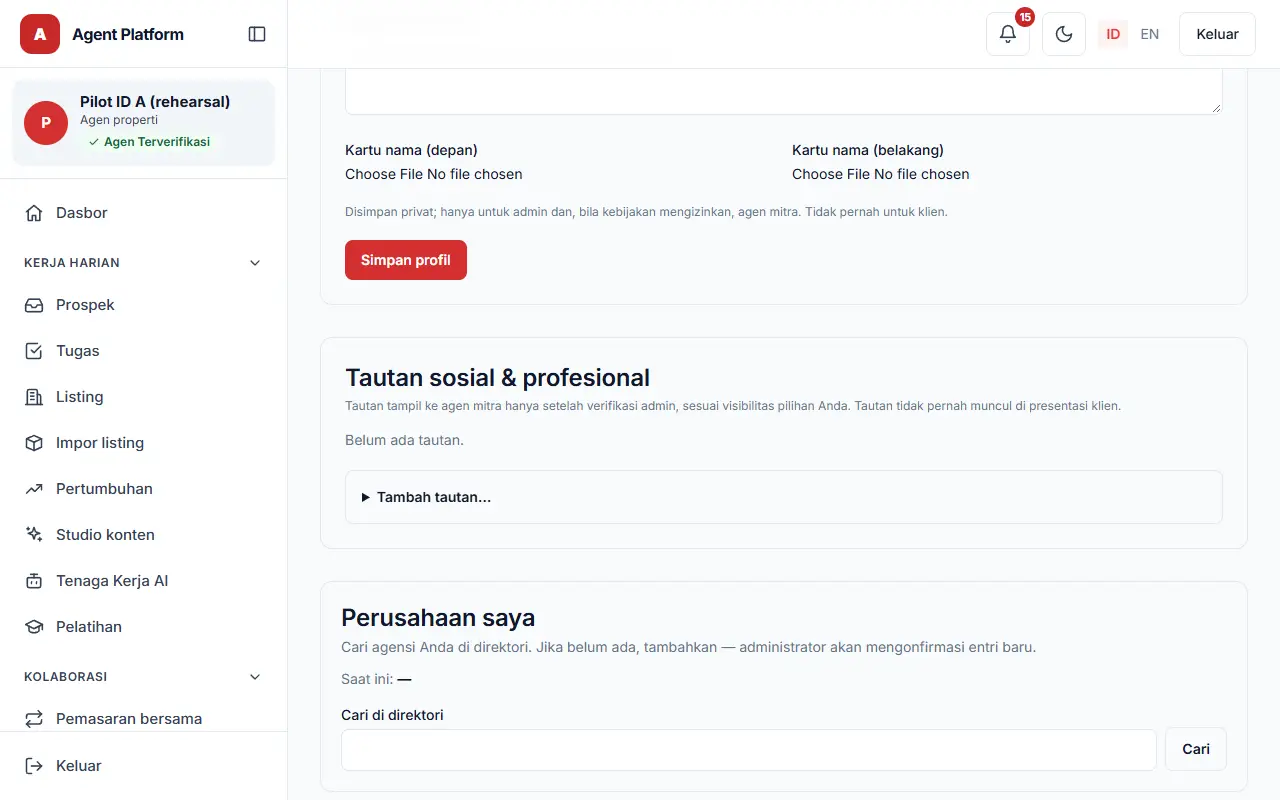 A
Agent Platform
15
ID
EN
Keluar
P
Pilot ID A (rehearsal)
Agen properti
Agen Terverifikasi
Dasbor
KERJA HARIAN
Prospek
Tugas
Listing
Impor listing
Pertumbuhan
Studio konten
Tenaga Kerja AI
Pelatihan
KOLABORASI
Pemasaran bersama
Keluar
Kartu nama (depan)
Choose File No file chosen
Kartu nama (belakang)
Choose File No file chosen
Disimpan privat; hanya untuk admin dan, bila kebijakan mengizinkan, agen mitra. Tidak pernah untuk klien.
Simpan profil
Tautan sosial & profesional
Tautan tampil ke agen mitra hanya setelah verifikasi admin, sesuai visibilitas pilihan Anda. Tautan tidak pernah muncul di presentasi klien.
Belum ada tautan.
Tambah tautan…
Perusahaan saya
Cari agensi Anda di direktori. Jika belum ada, tambahkan — administrator akan mengonfirmasi entri baru.
Saat ini: —
Cari di direktori
Cari